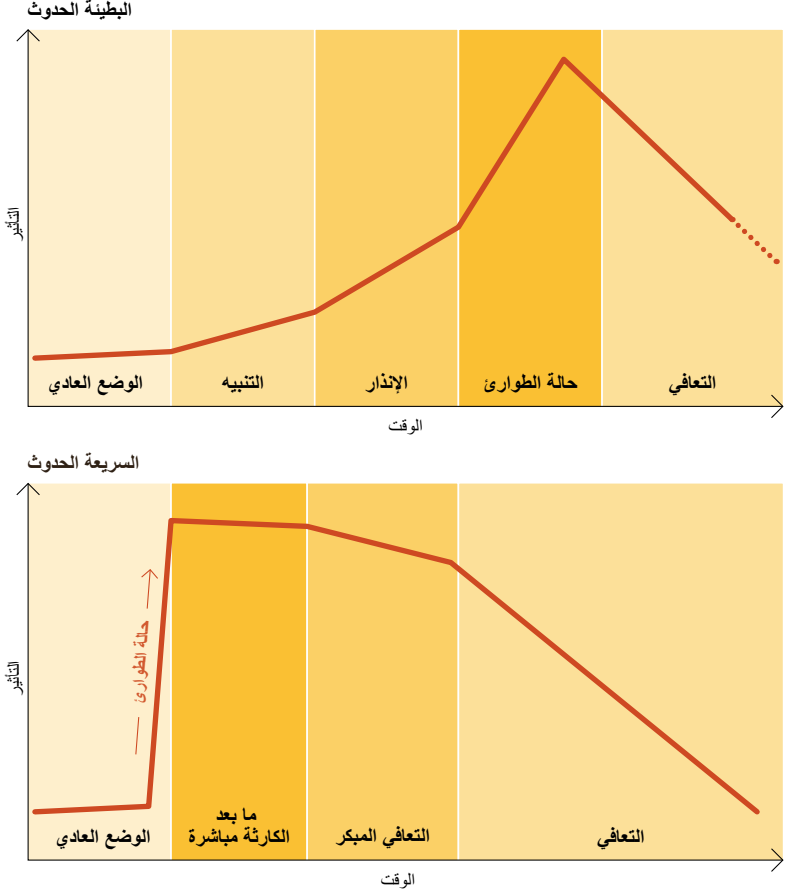 البطيئة الحدوث
التأثير
الوضع العادي
التنبيه
الإنذار
حالة الطوارئ
التعافي
الوقت
السريعة الحدوث
التأثير
حالة الطوارئ
الوضع العادي
ما بعد
الكارثة مباشرة
التعافي المبكر
التعافي
الوقت